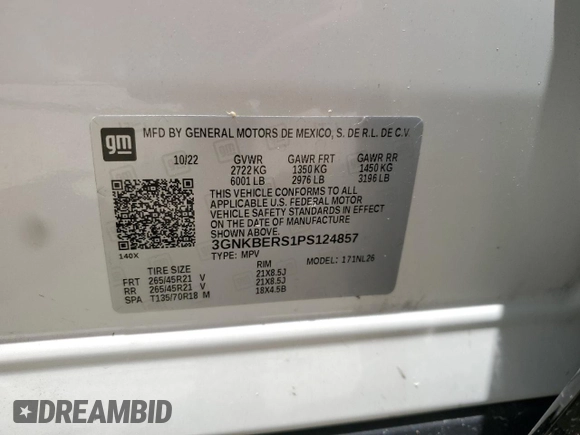 gm MFD BY GENERAL MOTORS DE MEXICO, S. DE R.L. DE C.V.
10/22 GVWR GAWR FRT GAWR RR
2722 KG 1350 KG 1450 KG
6001 LB 2976 LB 3196 LB
THIS VEHICLE CONFORMS TO ALL
APPLICABLE U.S. FEDERAL MOTOR
VEHICLE SAFETY STANDARDS IN EFFECT
ON THE DATE OF MANUFACTURE SHOWN ABOVE.
3GNKBERS1PS124857
140X TYPE: MPV MODEL: 171NL26
TIRE SIZE RIM
FRT 265/45R21 V 21X8.5J
RR 265/45R21 V 21X8.5J
SPA T135/70R18 M 18X4.5B
DREAMBID